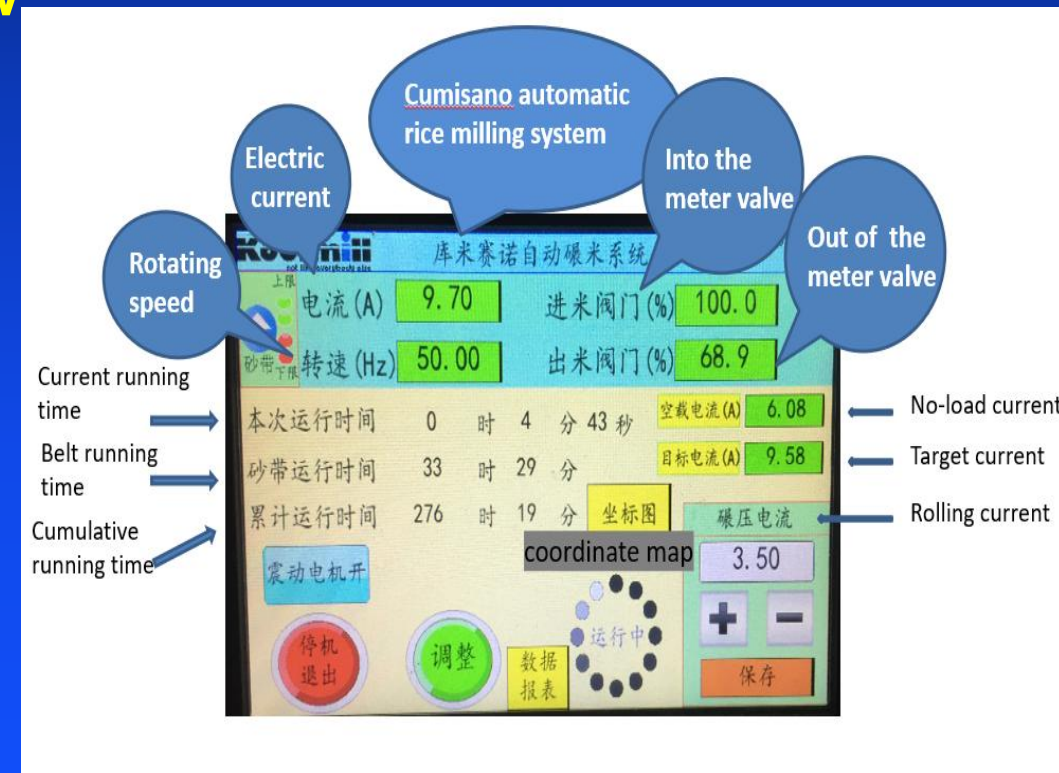 Cumisano automatic
rice milling system
Electric
current
Into the
meter valve
Rotating
speed
Out of the
meter valve
库米赛诺自动碾米系统
上限
电流(A) 9.70 进米阀门(%) 100.0
砂带 下限 转速(Hz) 50.00 出米阀门(%) 68.9
Current running
time
本次运行时间 0 时 4 分 43 秒 空载电流(A) 6.08
No-load current
Belt running
time
砂带运行时间 33 时 29 分 目标电流(A) 9.58
Target current
Cumulative
running time
累计运行时间 276 时 19 分 坐标图 碾压电流
Rolling current
coordinate map
3.50
震动电机开
+ −
停机
退出
调整
数据
报表
运行中
保存